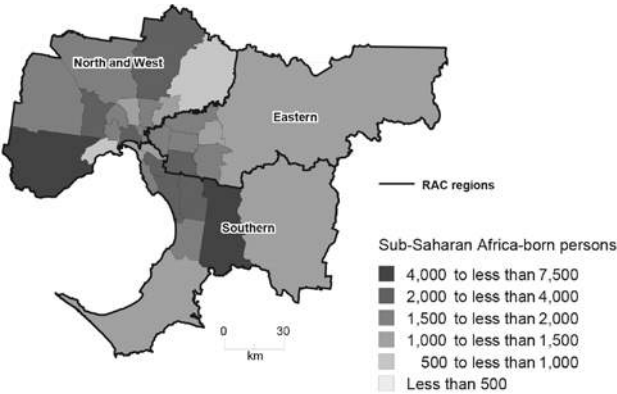 North and West
Eastern
RAC regions
Southern
Sub-Saharan Africa-born persons
4,000 to less than 7,500
2,000 to less than 4,000
1,500 to less than 2,000
1,000 to less than 1,500
500 to less than 1,000
Less than 500
0 30
km